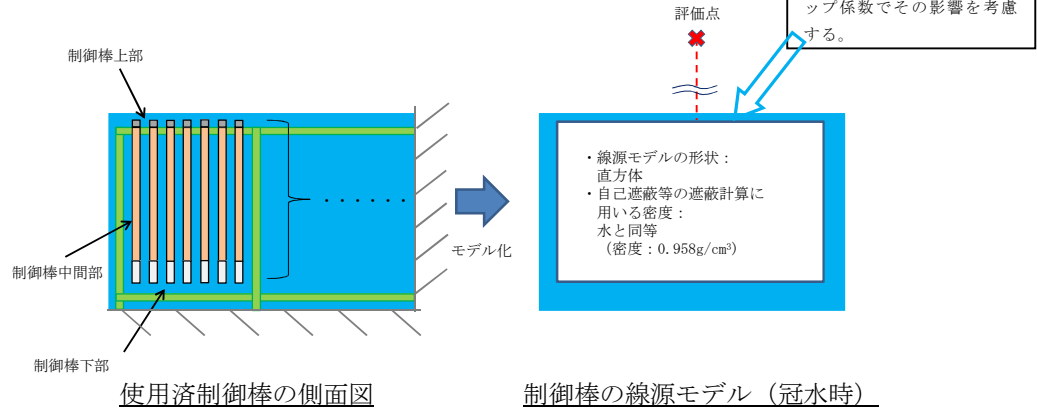 評価点
ップ係数でその影響を考慮
する。
制御棒上部
・線源モデルの形状：
直方体
・自己遮蔽等の遮蔽計算に
用いる密度：
水と同等
（密度：0.958g/cm³）
・・・・・・
モデル化
制御棒中間部
制御棒下部
使用済制御棒の側面図
制御棒の線源モデル（冠水時）